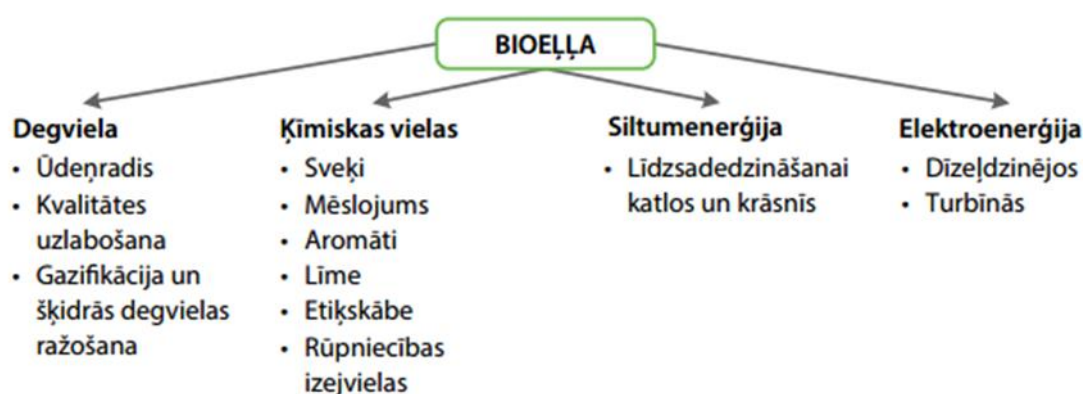 BIOEĻĻA
Degviela
• Ūdeņradis
• Kvalitātes
uzlabošana
• Gazifikācija un
šķidrās degvielas
ražošana
Ķīmiskas vielas
• Sveķi
• Mēslojums
• Aromāti
• Līme
• Etiķskābe
• Rūpniecības
izejvielas
Siltumenerģija
• Līdzsadedzināšanai
katlos un krāsnīs
Elektroenerģija
• Dīzeļdzinējos
• Turbīnās